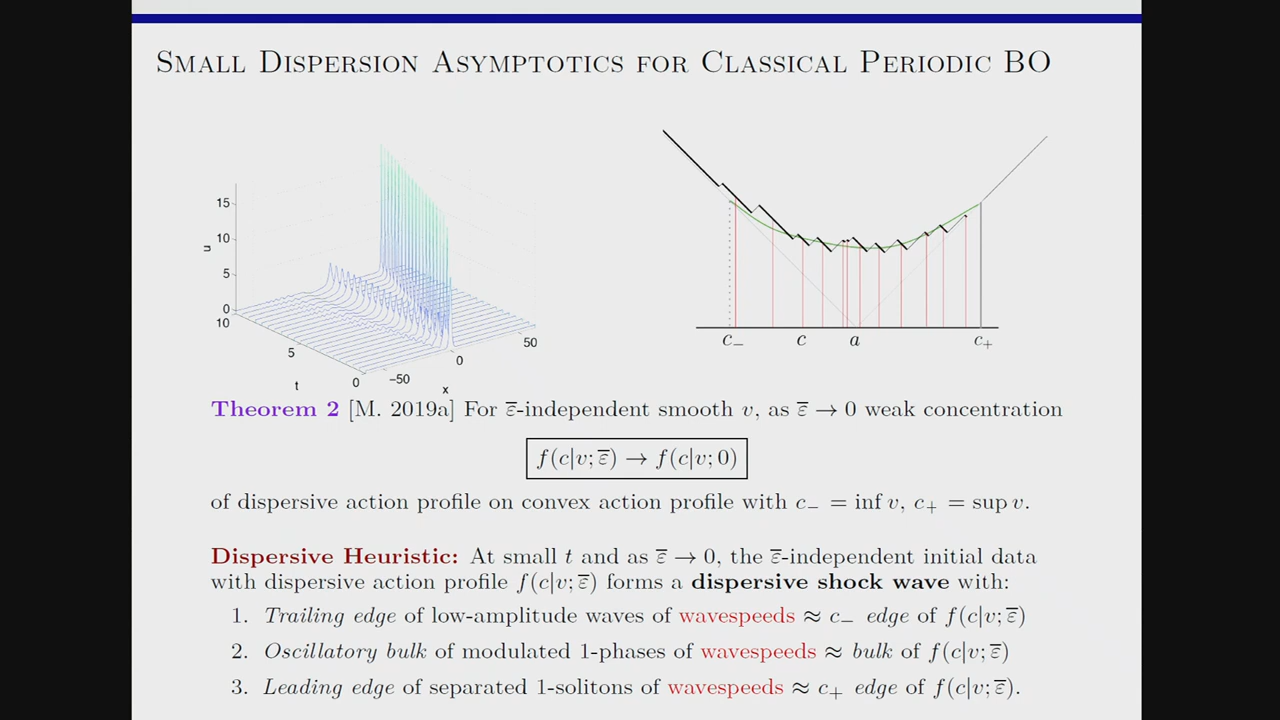 SMALL DISPERSION ASYMPTOTICS FOR CLASSICAL PERIODIC BO
15
10
5
0
u
10
5
0
t
−50
0
50
x
c₋ c a c₊
Theorem 2 [M. 2019a] For ε̅-independent smooth v, as ε̅ → 0 weak concentration
f(c|v; ε̅) → f(c|v; 0)
of dispersive action profile on convex action profile with c₋ = inf v, c₊ = sup v.
Dispersive Heuristic: At small t and as ε̅ → 0, the ε̅-independent initial data
with dispersive action profile f(c|v; ε̅) forms a dispersive shock wave with:
1. Trailing edge of low-amplitude waves of wavespeeds ≈ c₋ edge of f(c|v; ε̅)
2. Oscillatory bulk of modulated 1-phases of wavespeeds ≈ bulk of f(c|v; ε̅)
3. Leading edge of separated 1-solitons of wavespeeds ≈ c₊ edge of f(c|v; ε̅).